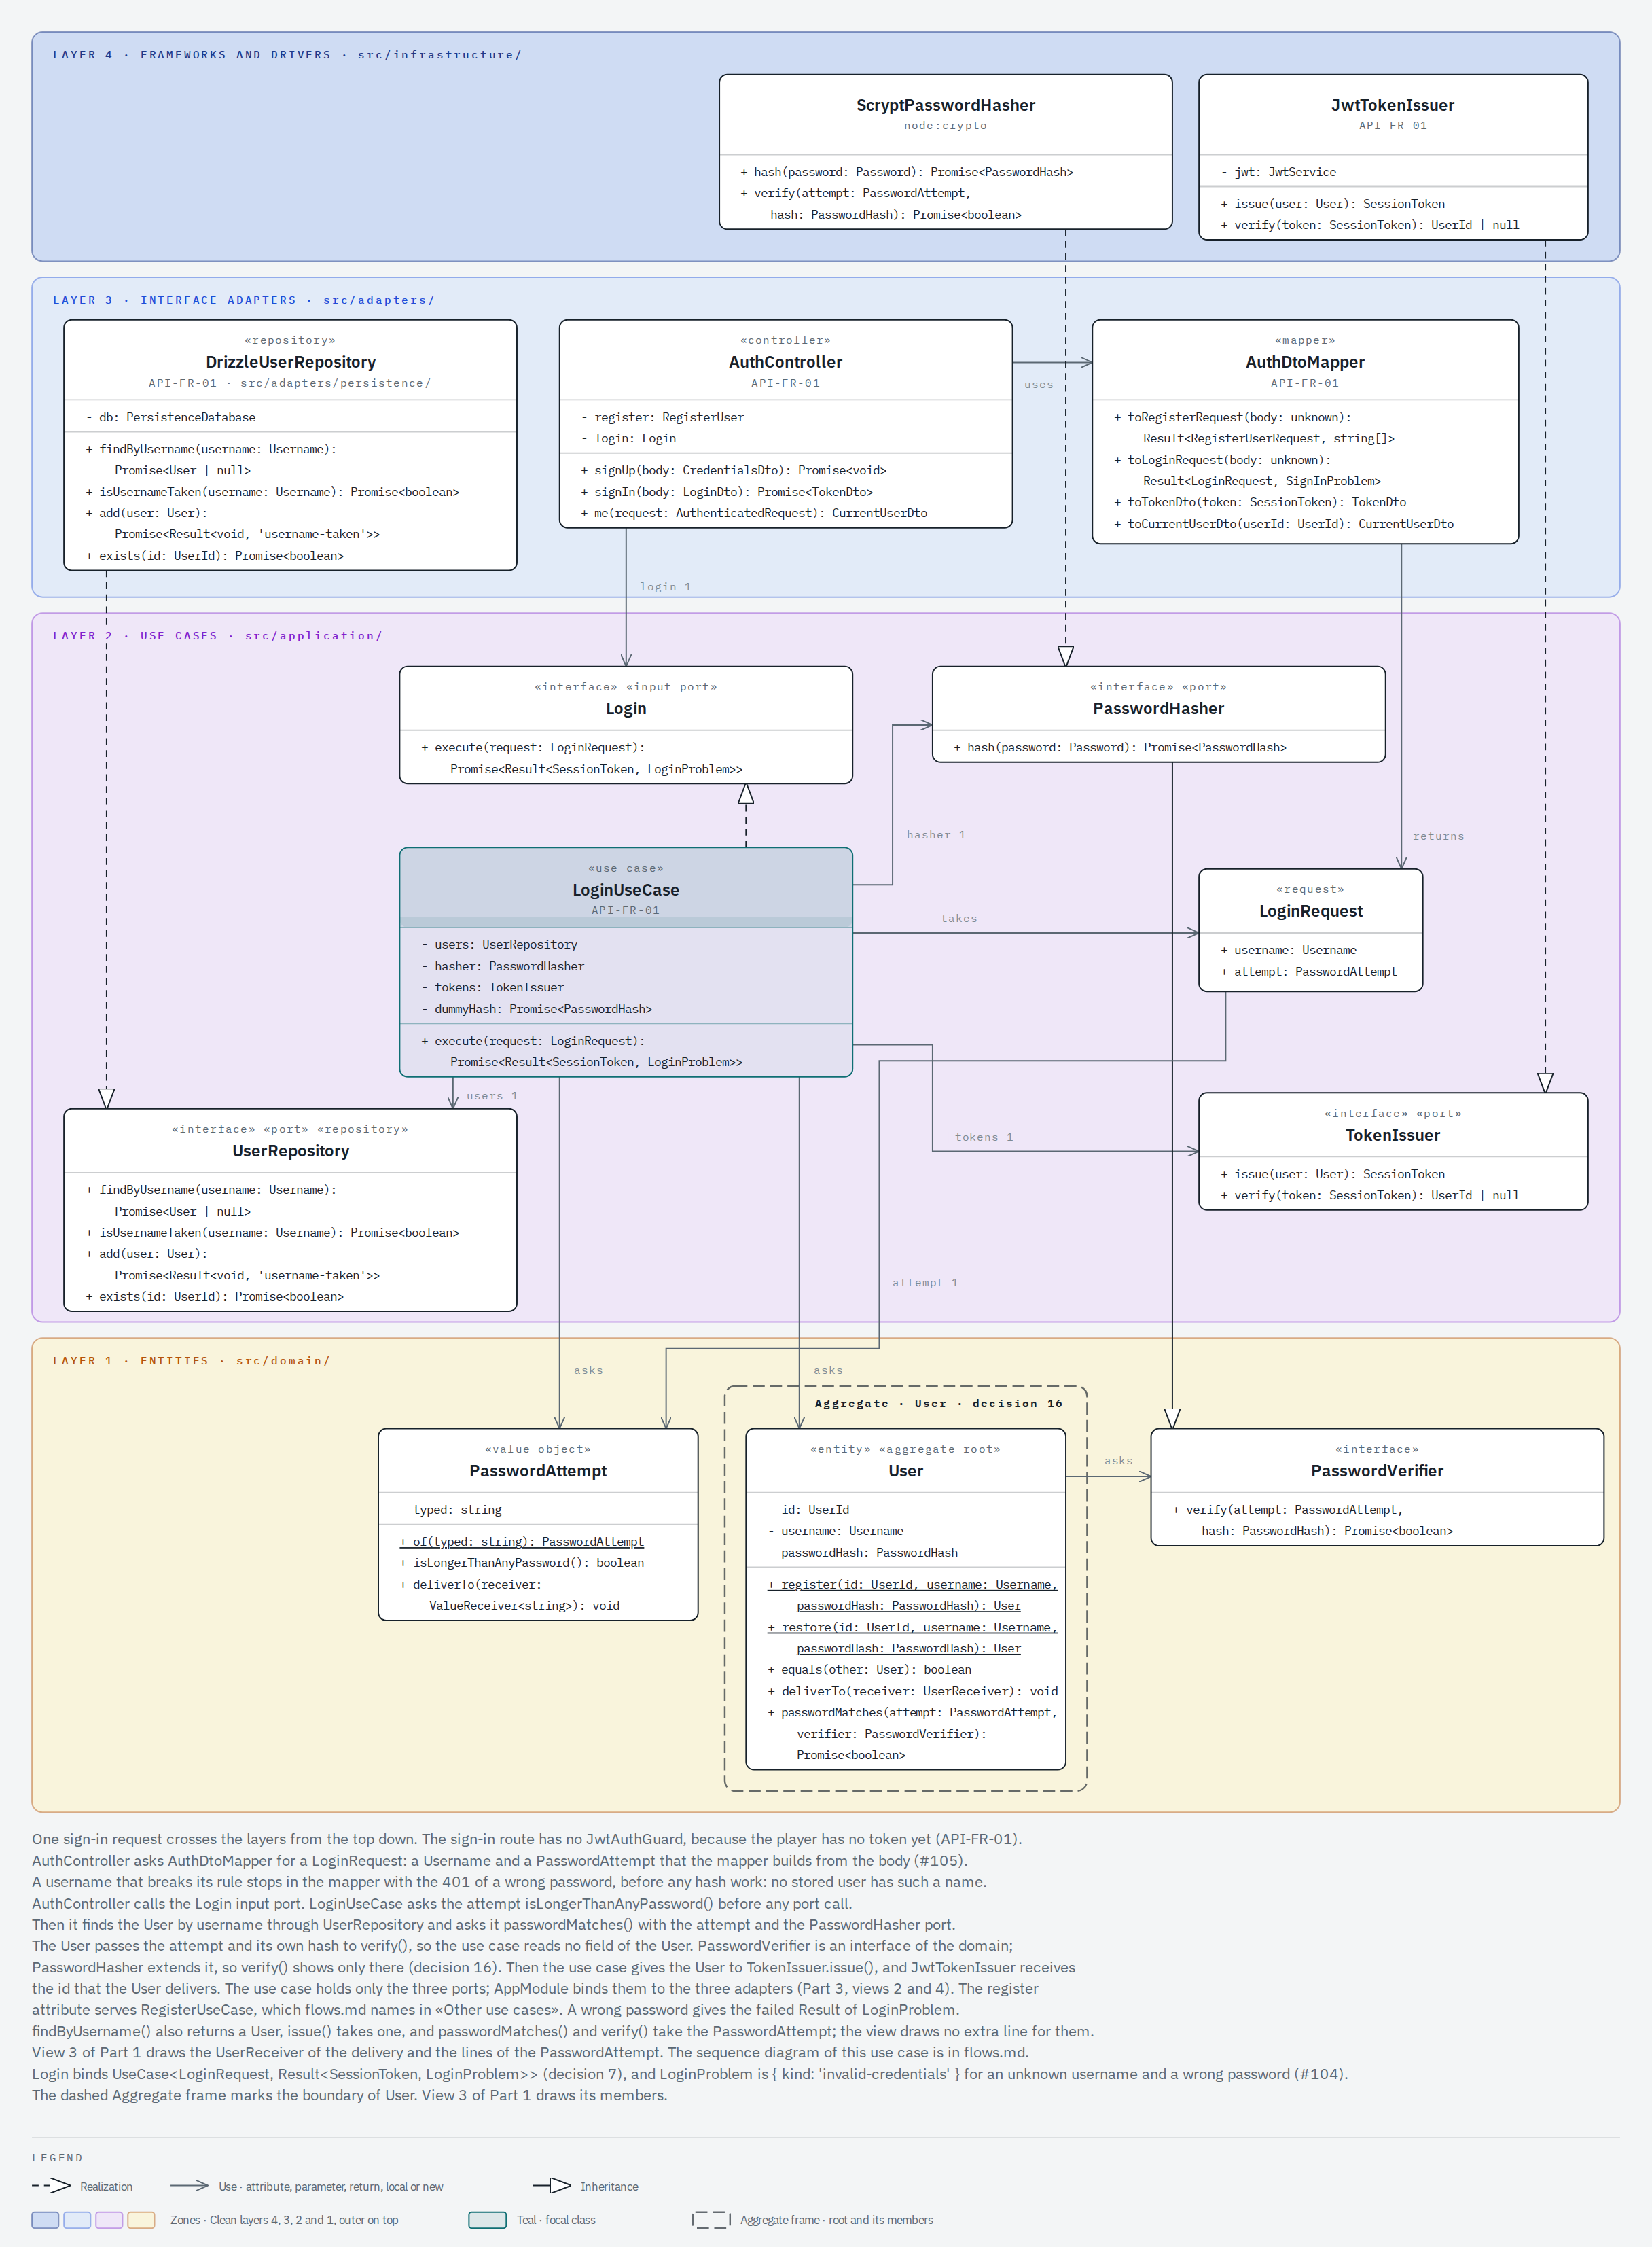 LAYER 4 · FRAMEWORKS AND DRIVERS · src/infrastructure/
ScryptPasswordHasher
node:crypto
+ hash(password: Password): Promise<PasswordHash>
+ verify(attempt: PasswordAttempt,
hash: PasswordHash): Promise<boolean>
JwtTokenIssuer
API-FR-01
- jwt: JwtService
+ issue(user: User): SessionToken
+ verify(token: SessionToken): UserId | null
LAYER 3 · INTERFACE ADAPTERS · src/adapters/
«repository»
DrizzleUserRepository
API-FR-01 · src/adapters/persistence/
- db: PersistenceDatabase
+ findByUsername(username: Username):
Promise<User | null>
+ isUsernameTaken(username: Username): Promise<boolean>
+ add(user: User):
Promise<Result<void, 'username-taken'>>
+ exists(id: UserId): Promise<boolean>
«controller»
AuthController
API-FR-01
- register: RegisterUser
- login: Login
+ signUp(body: CredentialsDto): Promise<void>
+ signIn(body: LoginDto): Promise<TokenDto>
+ me(request: AuthenticatedRequest): CurrentUserDto
uses
«mapper»
AuthDtoMapper
API-FR-01
+ toRegisterRequest(body: unknown):
Result<RegisterUserRequest, string[]>
+ toLoginRequest(body: unknown):
Result<LoginRequest, SignInProblem>
+ toTokenDto(token: SessionToken): TokenDto
+ toCurrentUserDto(userId: UserId): CurrentUserDto
login 1
LAYER 2 · USE CASES · src/application/
«interface» «input port»
Login
+ execute(request: LoginRequest):
Promise<Result<SessionToken, LoginProblem>>
«interface» «port»
PasswordHasher
+ hash(password: Password): Promise<PasswordHash>
hasher 1
returns
«use case»
LoginUseCase
API-FR-01
- users: UserRepository
- hasher: PasswordHasher
- tokens: TokenIssuer
- dummyHash: Promise<PasswordHash>
+ execute(request: LoginRequest):
Promise<Result<SessionToken, LoginProblem>>
takes
«request»
LoginRequest
+ username: Username
+ attempt: PasswordAttempt
users 1
«interface» «port» «repository»
UserRepository
+ findByUsername(username: Username):
Promise<User | null>
+ isUsernameTaken(username: Username): Promise<boolean>
+ add(user: User):
Promise<Result<void, 'username-taken'>>
+ exists(id: UserId): Promise<boolean>
tokens 1
«interface» «port»
TokenIssuer
+ issue(user: User): SessionToken
+ verify(token: SessionToken): UserId | null
attempt 1
LAYER 1 · ENTITIES · src/domain/
asks
asks
Aggregate · User · decision 16
«value object»
PasswordAttempt
- typed: string
+ of(typed: string): PasswordAttempt
+ isLongerThanAnyPassword(): boolean
+ deliverTo(receiver:
ValueReceiver<string>): void
«entity» «aggregate root»
User
- id: UserId
- username: Username
- passwordHash: PasswordHash
+ register(id: UserId, username: Username,
passwordHash: PasswordHash): User
+ restore(id: UserId, username: Username,
passwordHash: PasswordHash): User
+ equals(other: User): boolean
+ deliverTo(receiver: UserReceiver): void
+ passwordMatches(attempt: PasswordAttempt,
verifier: PasswordVerifier):
Promise<boolean>
asks
«interface»
PasswordVerifier
+ verify(attempt: PasswordAttempt,
hash: PasswordHash): Promise<boolean>
One sign-in request crosses the layers from the top down. The sign-in route has no JwtAuthGuard, because the player has no token yet (API-FR-01).
AuthController asks AuthDtoMapper for a LoginRequest: a Username and a PasswordAttempt that the mapper builds from the body (#105).
A username that breaks its rule stops in the mapper with the 401 of a wrong password, before any hash work: no stored user has such a name.
AuthController calls the Login input port. LoginUseCase asks the attempt isLongerThanAnyPassword() before any port call.
Then it finds the User by username through UserRepository and asks it passwordMatches() with the attempt and the PasswordHasher port.
The User passes the attempt and its own hash to verify(), so the use case reads no field of the User. PasswordVerifier is an interface of the domain;
PasswordHasher extends it, so verify() shows only there (decision 16). Then the use case gives the User to TokenIssuer.issue(), and JwtTokenIssuer receives
the id that the User delivers. The use case holds only the three ports; AppModule binds them to the three adapters (Part 3, views 2 and 4). The register
attribute serves RegisterUseCase, which flows.md names in «Other use cases». A wrong password gives the failed Result of LoginProblem.
findByUsername() also returns a User, issue() takes one, and passwordMatches() and verify() take the PasswordAttempt; the view draws no extra line for them.
View 3 of Part 1 draws the UserReceiver of the delivery and the lines of the PasswordAttempt. The sequence diagram of this use case is in flows.md.
Login binds UseCase<LoginRequest, Result<SessionToken, LoginProblem>> (decision 7), and LoginProblem is { kind: 'invalid-credentials' } for an unknown username and a wrong password (#104).
The dashed Aggregate frame marks the boundary of User. View 3 of Part 1 draws its members.
LEGEND
Realization
Use · attribute, parameter, return, local or new
Inheritance
Zones · Clean layers 4, 3, 2 and 1, outer on top
Teal · focal class
Aggregate frame · root and its members